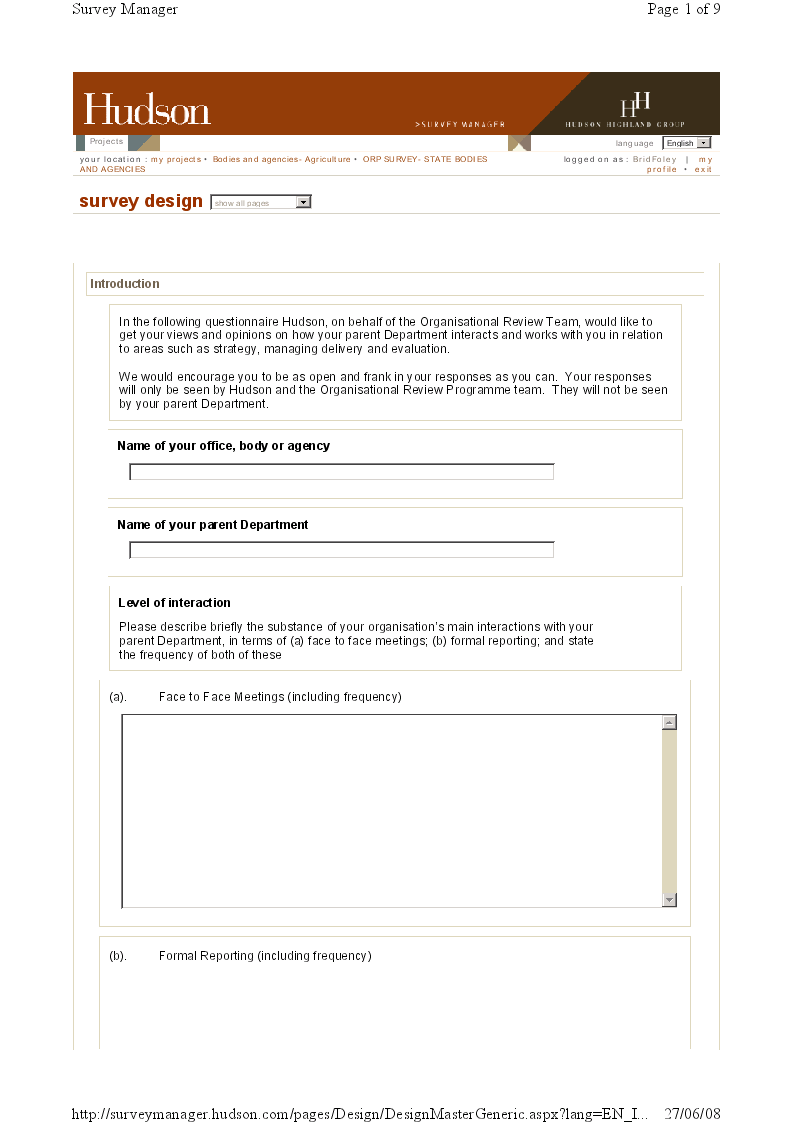 Survey Manager Page 1 of 9
Hudson
>SURVEY MANAGER
HH
HUDSON HIGHLAND GROUP
Projects language English
your location : my projects • Bodies and agencies- Agriculture • ORP SURVEY- STATE BODIES
AND AGENCIES
logged on as : BridFoley | my
profile • exit
survey design show all pages
Introduction
In the following questionnaire Hudson, on behalf of the Organisational Review Team, would like to
get your views and opinions on how your parent Department interacts and works with you in relation
to areas such as strategy, managing delivery and evaluation.
We would encourage you to be as open and frank in your responses as you can. Your responses
will only be seen by Hudson and the Organisational Review Programme team. They will not be seen
by your parent Department.
Name of your office, body or agency
Name of your parent Department
Level of interaction
Please describe briefly the substance of your organisation's main interactions with your
parent Department, in terms of (a) face to face meetings; (b) formal reporting; and state
the frequency of both of these
(a). Face to Face Meetings (including frequency)
(b). Formal Reporting (including frequency)
http://surveymanager.hudson.com/pages/Design/DesignMasterGeneric.aspx?lang=EN_I... 27/06/08